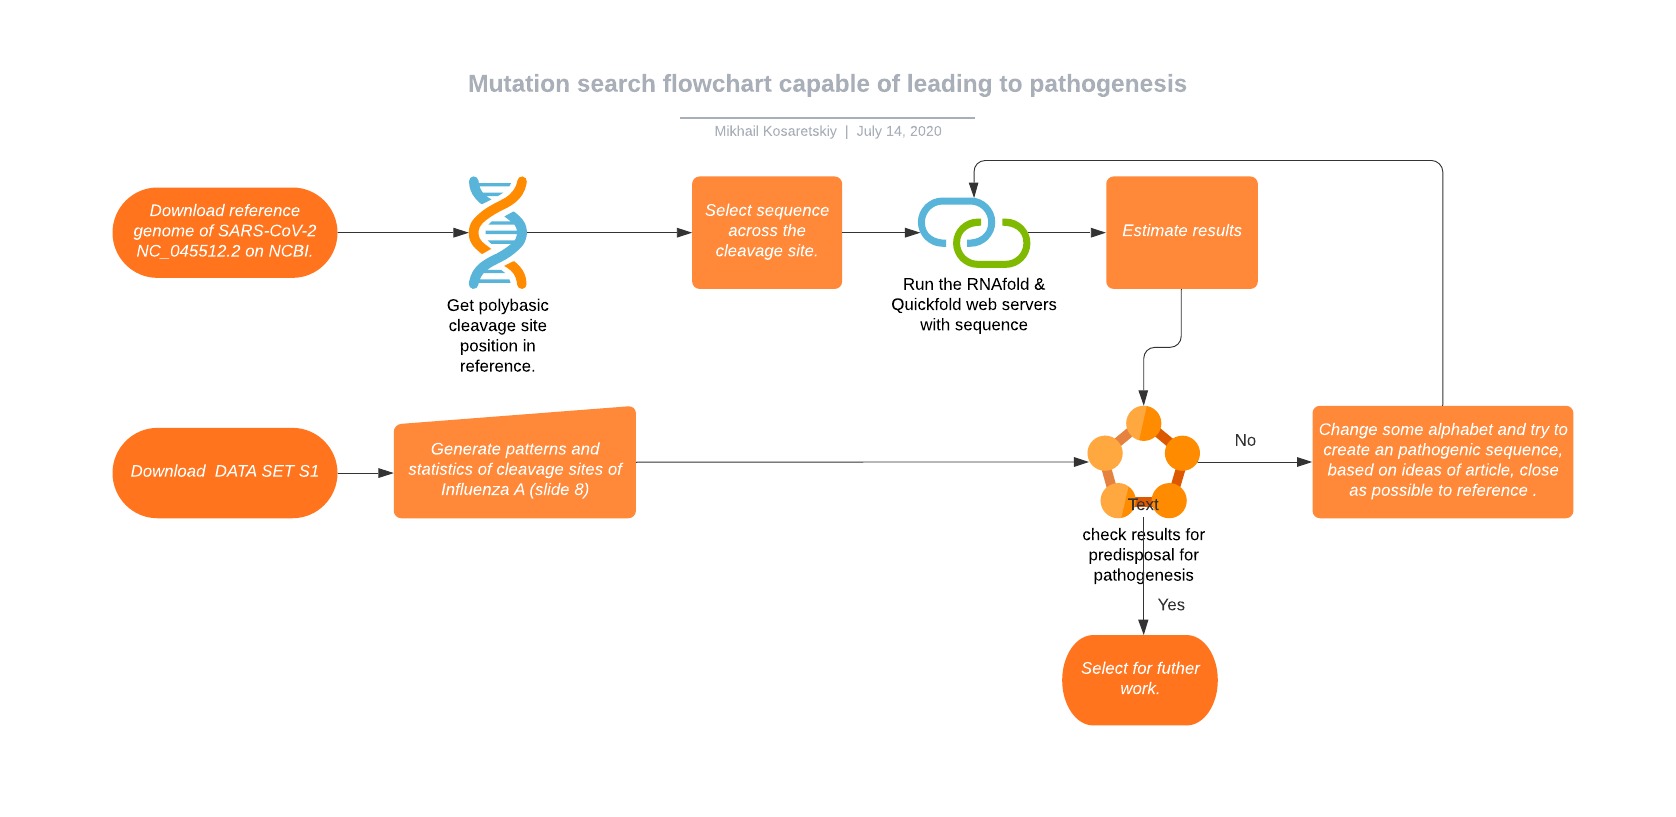 Mutation search flowchart capable of leading to pathogenesis
Mikhail Kosaretskiy | July 14, 2020
Download reference
genome of SARS-CoV-2
NC_045512.2 on NCBI.
Get polybasic
cleavage site
position in
reference.
Select sequence
across the
cleavage site.
Run the RNAfold &
Quickfold web servers
with sequence
Estimate results
Download  DATA SET S1
Generate patterns and
statistics of cleavage sites of
Influenza A (slide 8)
Text
check results for
predisposal for
pathogenesis
No
Change some alphabet and try to
create an pathogenic sequence,
based on ideas of article, close
as possible to reference .
Yes
Select for futher
work.